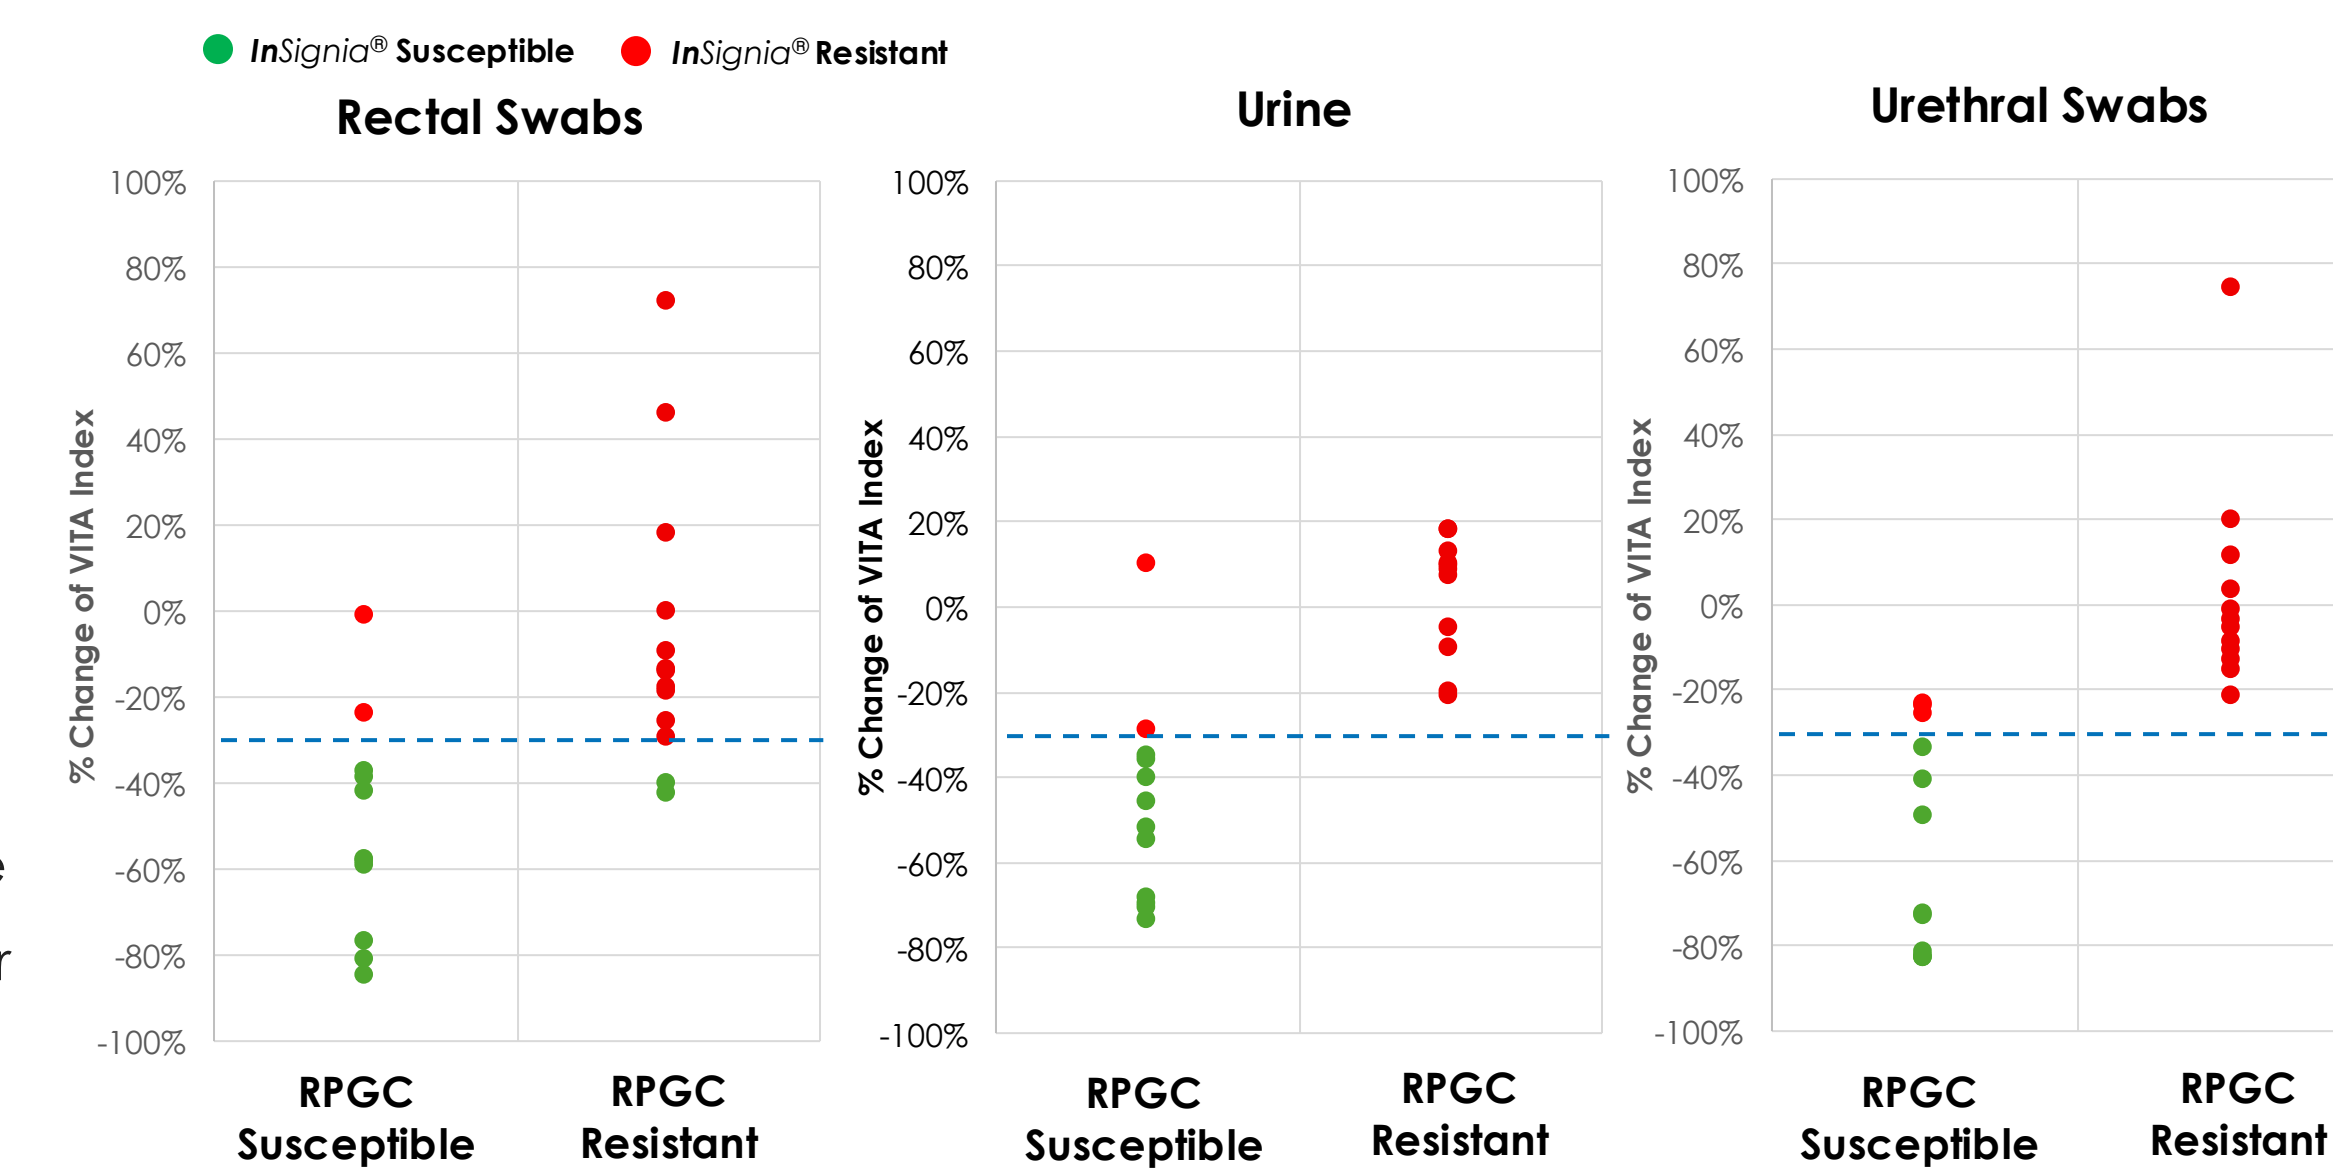 InSignia® Susceptible InSignia® Resistant
Rectal Swabs
100%
80%
60%
40%
20%
0%
-20%
-40%
-60%
-80%
-100%
% Change of VITA Index
RPGC
Susceptible
RPGC
Resistant
Urine
100%
80%
60%
40%
20%
0%
-20%
-40%
-60%
-80%
-100%
% Change of VITA Index
RPGC
Susceptible
RPGC
Resistant
Urethral Swabs
100%
80%
60%
40%
20%
0%
-20%
-40%
-60%
-80%
-100%
% Change of VITA Index
RPGC
Susceptible
RPGC
Resistant